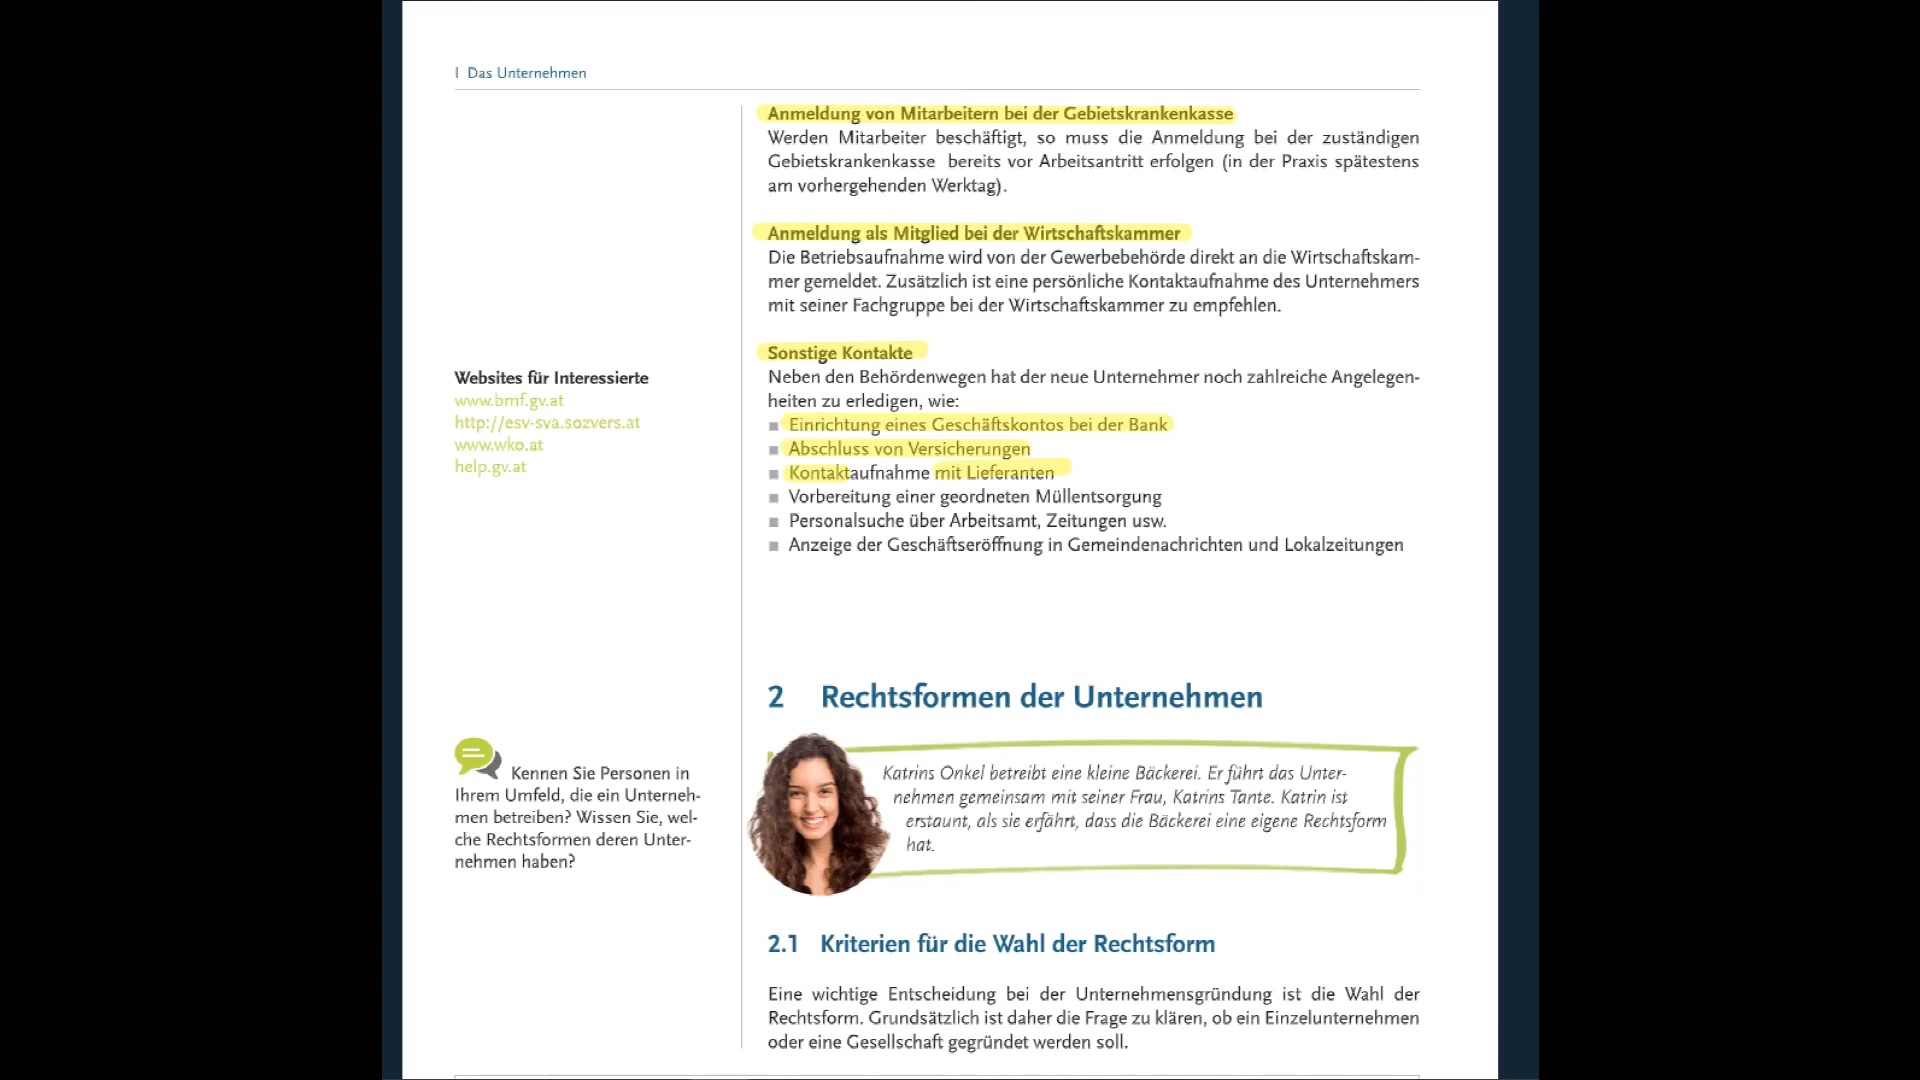 I Das Unternehmen
Anmeldung von Mitarbeitern bei der Gebietskrankenkasse
Werden Mitarbeiter beschäftigt, so muss die Anmeldung bei der zuständigen
Gebietskrankenkasse bereits vor Arbeitsantritt erfolgen (in der Praxis spätestens
am vorhergehenden Werktag).
Anmeldung als Mitglied bei der Wirtschaftskammer
Die Betriebsaufnahme wird von der Gewerbebehörde direkt an die Wirtschaftskam-
mer gemeldet. Zusätzlich ist eine persönliche Kontaktaufnahme des Unternehmers
mit seiner Fachgruppe bei der Wirtschaftskammer zu empfehlen.
Sonstige Kontakte
Neben den Behördenwegen hat der neue Unternehmer noch zahlreiche Angelegen-
heiten zu erledigen, wie:
■ Einrichtung eines Geschäftskontos bei der Bank
■ Abschluss von Versicherungen
■ Kontaktaufnahme mit Lieferanten
■ Vorbereitung einer geordneten Müllentsorgung
■ Personalsuche über Arbeitsamt, Zeitungen usw.
■ Anzeige der Geschäftseröffnung in Gemeindenachrichten und Lokalzeitungen
Websites für Interessierte
www.bmf.gv.at
http://esv-sva.sozvers.at
www.wko.at
help.gv.at
2 Rechtsformen der Unternehmen
Kennen Sie Personen in
Ihrem Umfeld, die ein Unterneh-
men betreiben? Wissen Sie, wel-
che Rechtsformen deren Unter-
nehmen haben?
Katrins Onkel betreibt eine kleine Bäckerei. Er führt das Unter-
nehmen gemeinsam mit seiner Frau, Katrins Tante. Katrin ist
erstaunt, als sie erfährt, dass die Bäckerei eine eigene Rechtsform
hat.
2.1 Kriterien für die Wahl der Rechtsform
Eine wichtige Entscheidung bei der Unternehmensgründung ist die Wahl der
Rechtsform. Grundsätzlich ist daher die Frage zu klären, ob ein Einzelunternehmen
oder eine Gesellschaft gegründet werden soll.